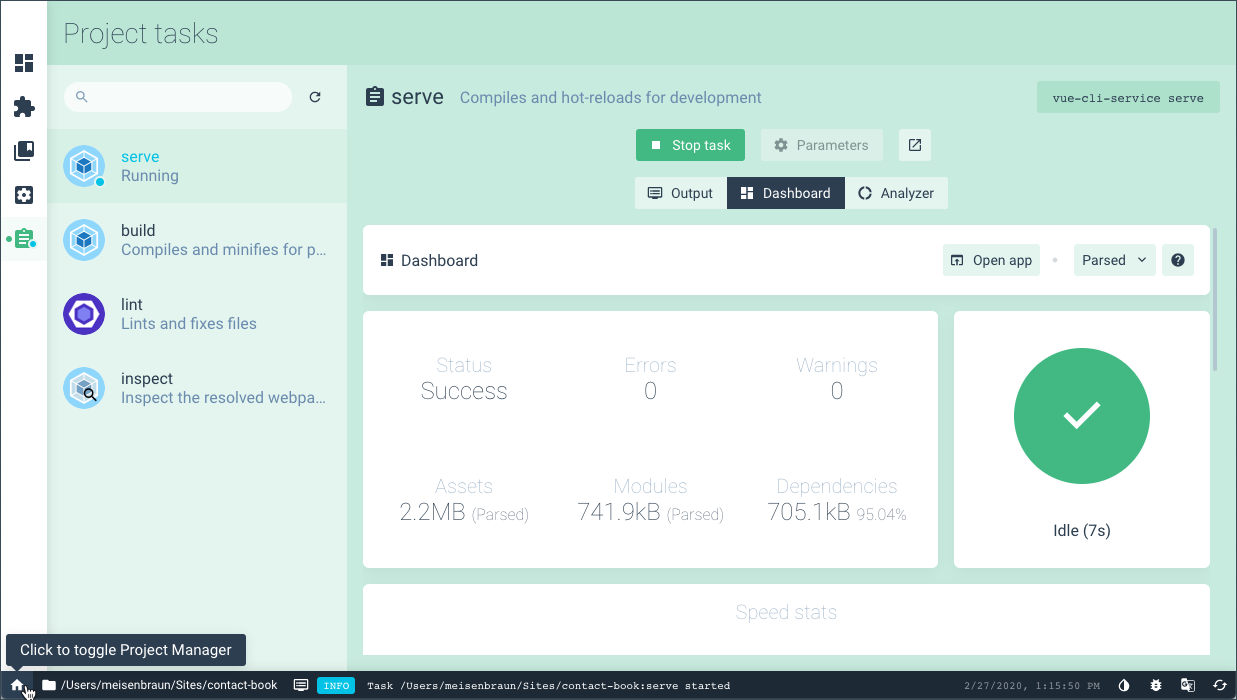 Project tasks
serve
Running
build
Compiles and minifies for p...
lint
Lints and fixes files
inspect
Inspect the resolved webpa...
serve Compiles and hot-reloads for development
vue-cli-service serve
Stop task Parameters
Output Dashboard Analyzer
Dashboard
Open app Parsed
Status Errors Warnings
Success 0 0
Assets Modules Dependencies
2.2MB (Parsed) 741.9kB (Parsed) 705.1kB 95.04%
Idle (7s)
Speed stats
Click to toggle Project Manager
/Users/meisenbraun/Sites/contact-book INFO Task /Users/meisenbraun/Sites/contact-book:serve started 2/27/2020, 1:15:50 PM